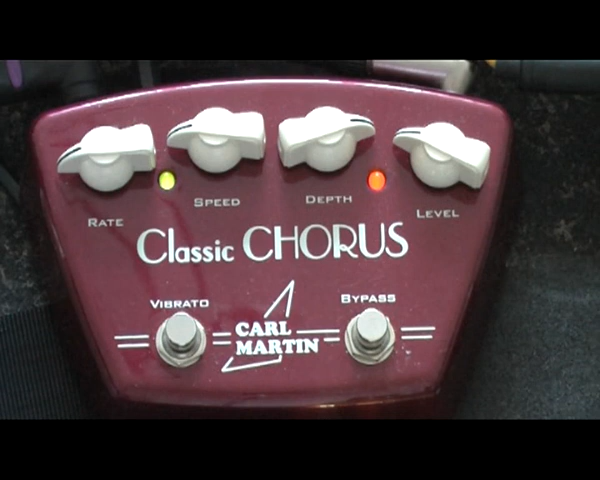 RATE
SPEED
DEPTH
LEVEL
Classic CHORUS
VIBRATO
BYPASS
CARL
MARTIN